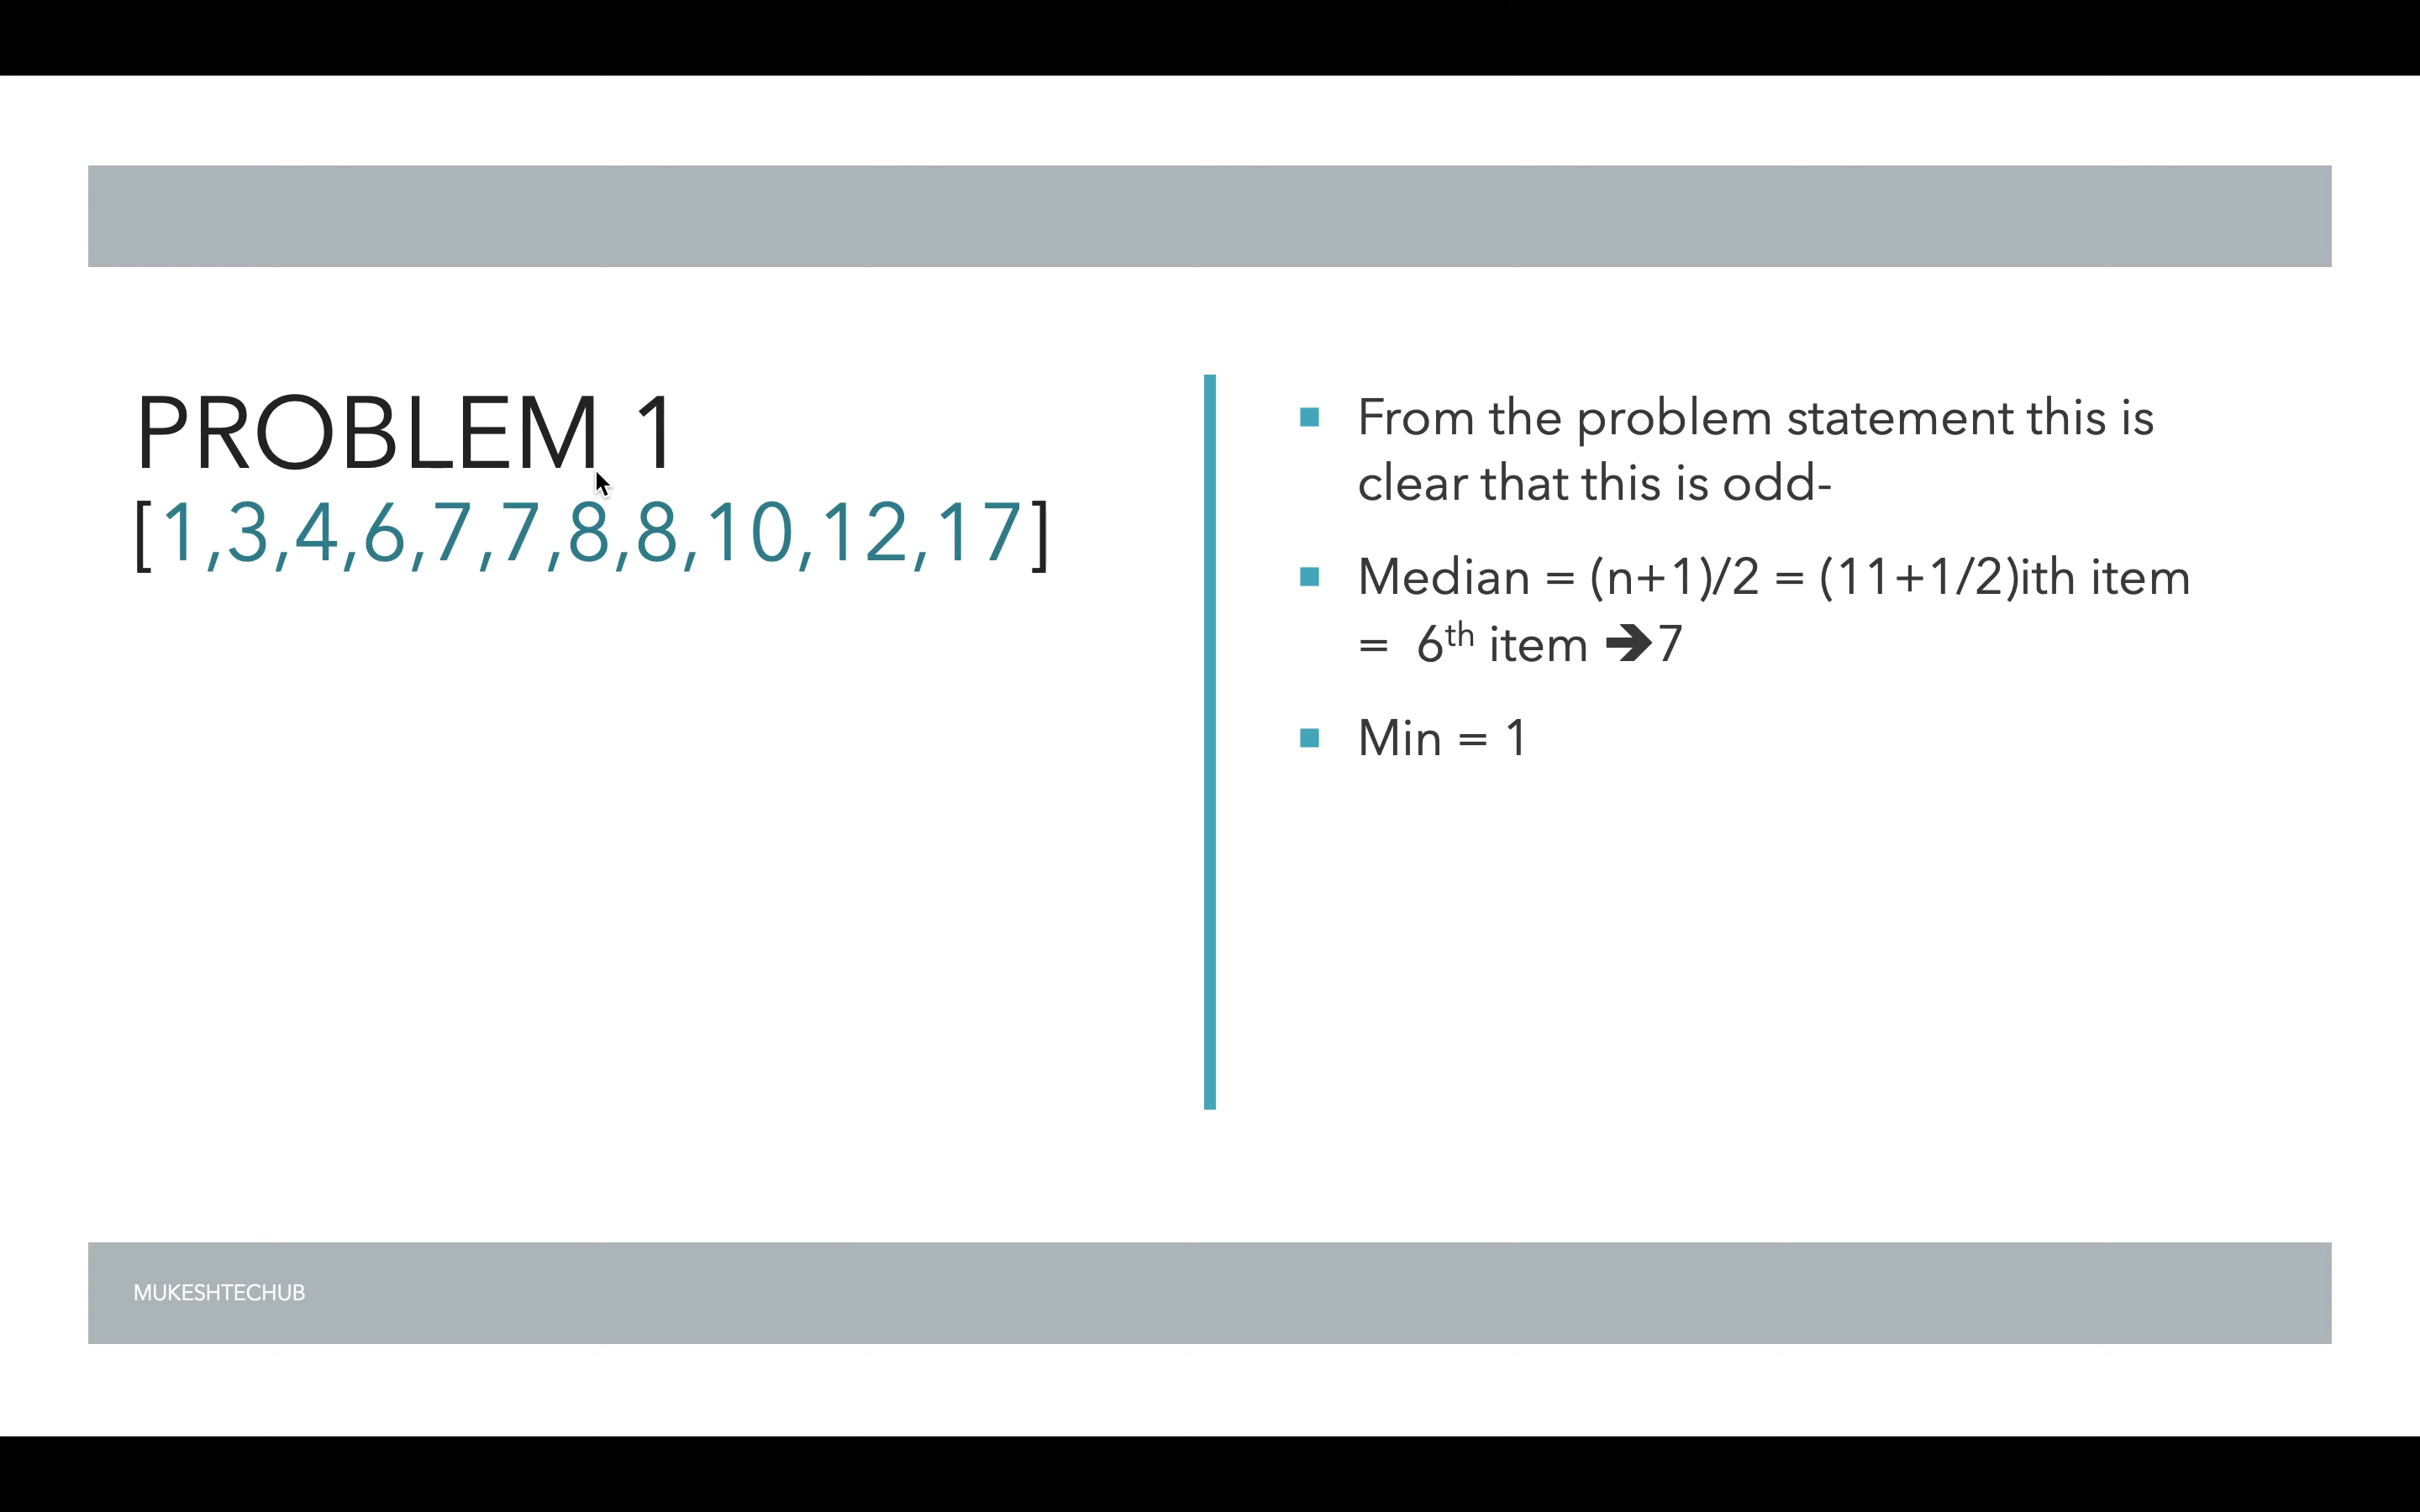 PROBLEM 1
[1,3,4,6,7,7,8,8,10,12,17]
From the problem statement this is
clear that this is odd-
Median = (n+1)/2 = (11+1/2)ith item
= 6th item ➔7
Min = 1
MUKESHTECHUB